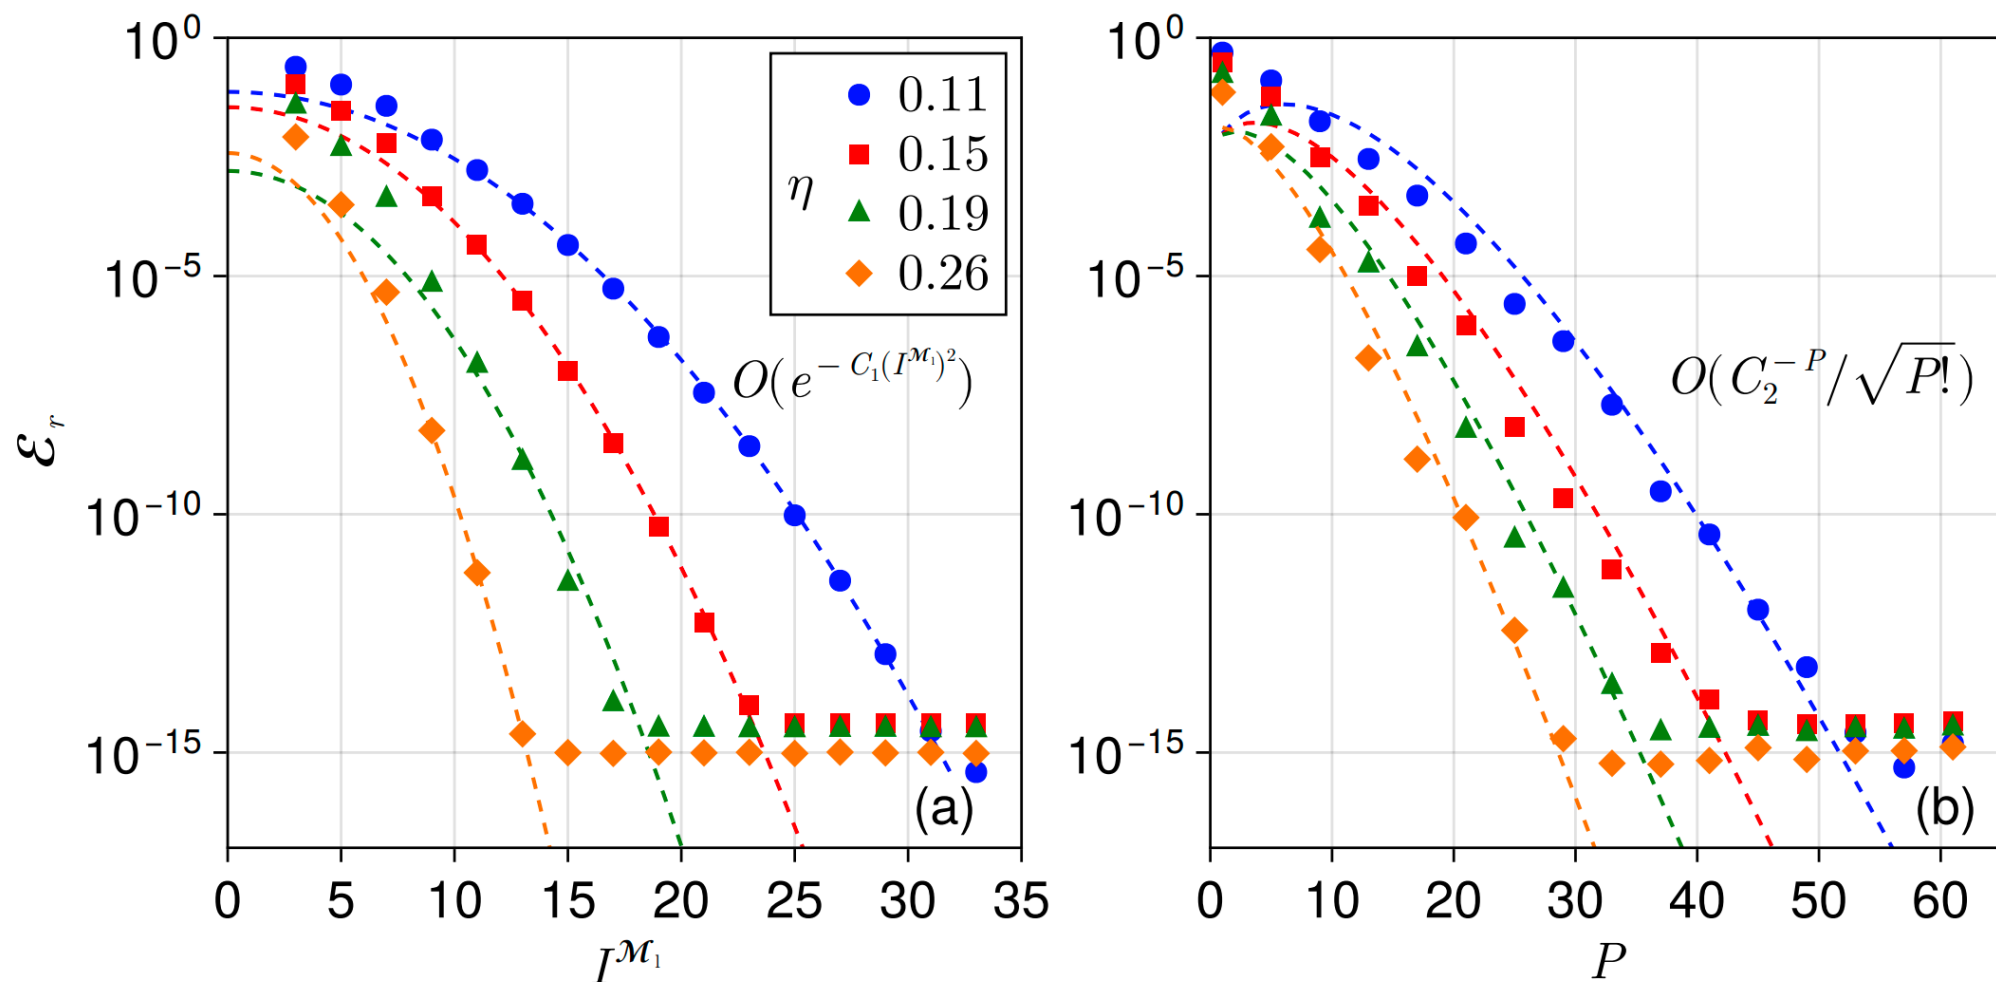 10^0
10^-5
10^-10
10^-15
ℰ_r
0 5 10 15 20 25 30 35
I^ℳ₁
η
0.11
0.15
0.19
0.26
O(e^{-C_1(I^{ℳ_1})^2})
(a)
10^0
10^-5
10^-10
10^-15
0 10 20 30 40 50 60
P
O(C_2^{-P}/√P!)
(b)